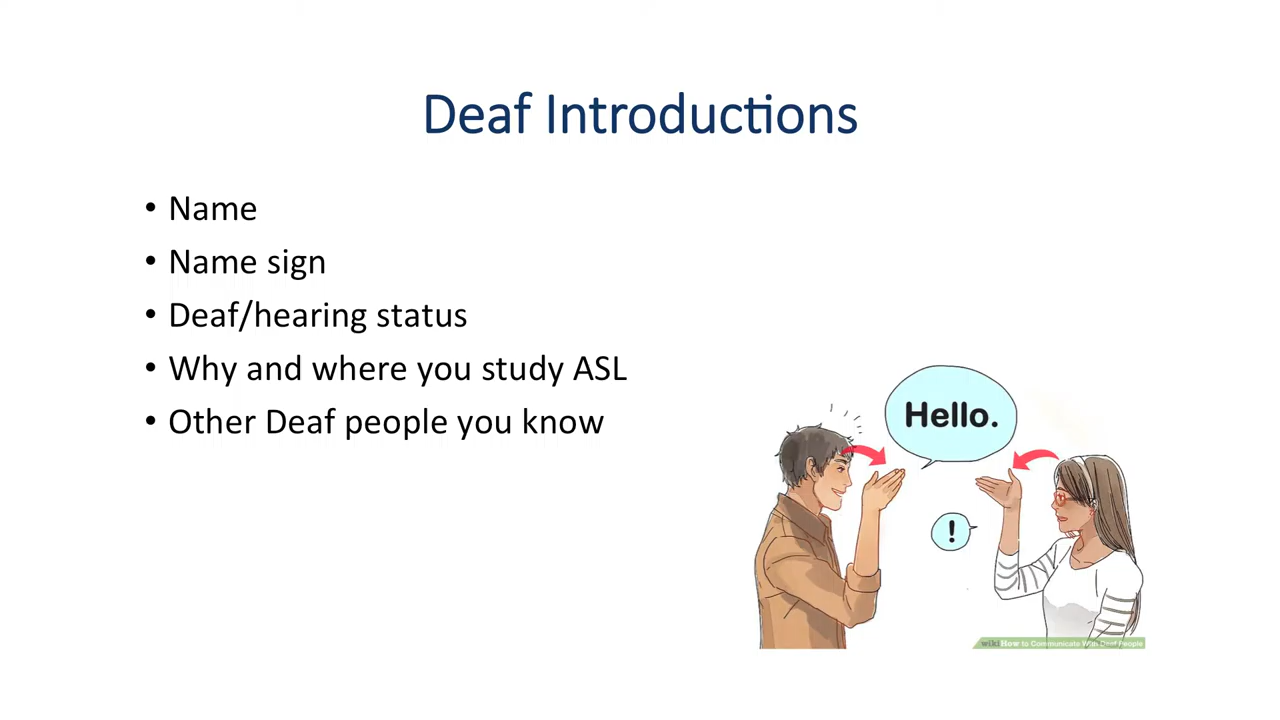 Deaf Introductions
• Name
• Name sign
• Deaf/hearing status
• Why and where you study ASL
• Other Deaf people you know
Hello.
!
wikiHow to Communicate With Deaf People